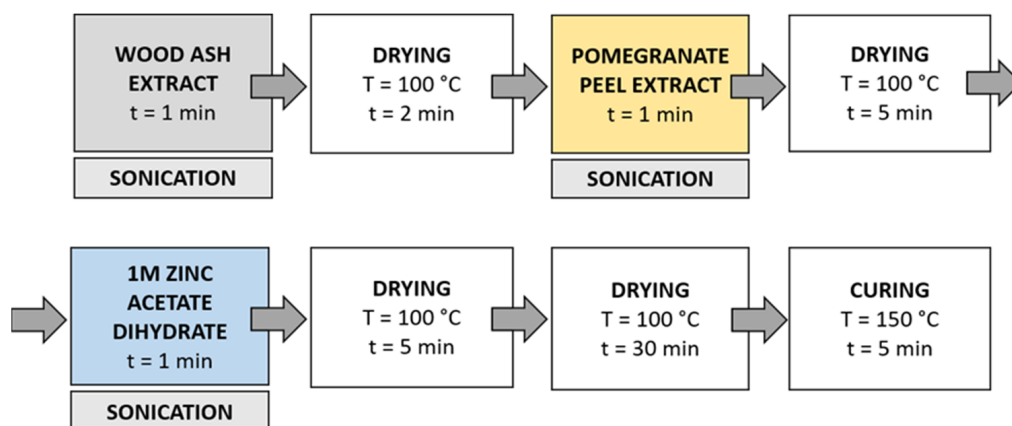 WOOD ASH
EXTRACT
t = 1 min
SONICATION
DRYING
T = 100 °C
t = 2 min
POMEGRANATE
PEEL EXTRACT
t = 1 min
SONICATION
DRYING
T = 100 °C
t = 5 min
1M ZINC
ACETATE
DIHYDRATE
t = 1 min
SONICATION
DRYING
T = 100 °C
t = 5 min
DRYING
T = 100 °C
t = 30 min
CURING
T = 150 °C
t = 5 min